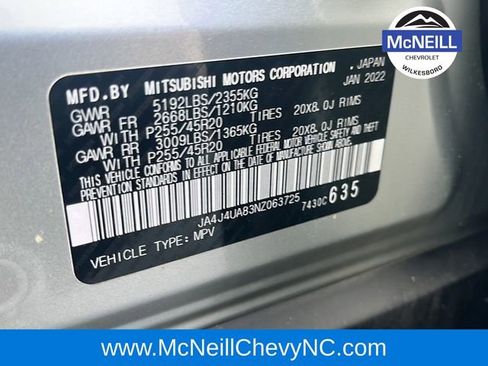 McNEILL
CHEVROLET
WILKESBORO
MFD.BY MITSUBISHI MOTORS CORPORATION, JAPAN
GVWR 5192LBS/2355KG JAN 2022
GAWR FR 2668LBS/1210KG
WITH P255/45R20 TIRES 20X8.0J RIMS
GAWR RR 3009LBS/1365KG
WITH P255/45R20 TIRES 20X8.0J RIMS
THIS VEHICLE CONFORMS TO ALL APPLICABLE FEDERAL MOTOR VEHICLE SAFETY, BUMPER, AND THEFT
PREVENTION STANDARDS IN EFFECT ON THE DATE OF MANUFACTURE SHOWN ABOVE.
JA4J4UA83NZ063725 7430C 635
VEHICLE TYPE: MPV
www.McNeillChevyNC.com